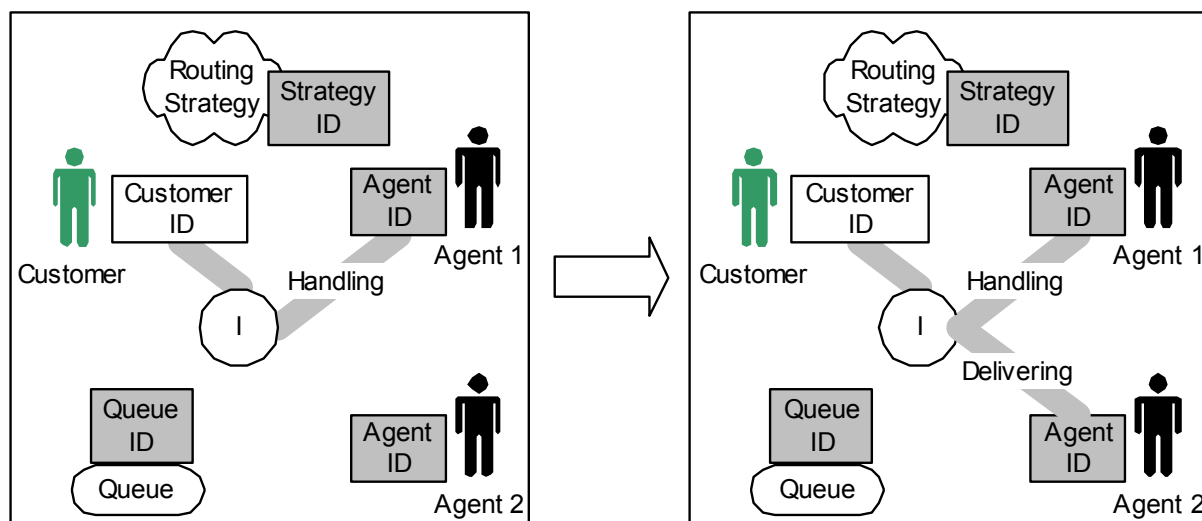 Routing
Strategy
Strategy
ID
Customer
ID
Agent
ID
Customer
Handling
Agent 1
I
Queue
ID
Queue
Agent
ID
Agent 2
Routing
Strategy
Strategy
ID
Customer
ID
Agent
ID
Customer
Handling
Agent 1
I
Delivering
Queue
ID
Queue
Agent
ID
Agent 2